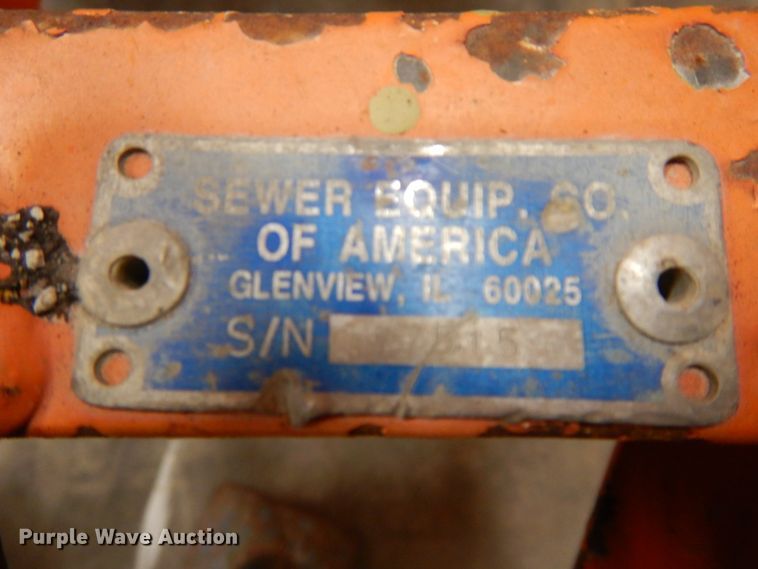 SEWER EQUIP. CO.
OF AMERICA
GLENVIEW, IL 60025
S/N
Purple Wave Auction